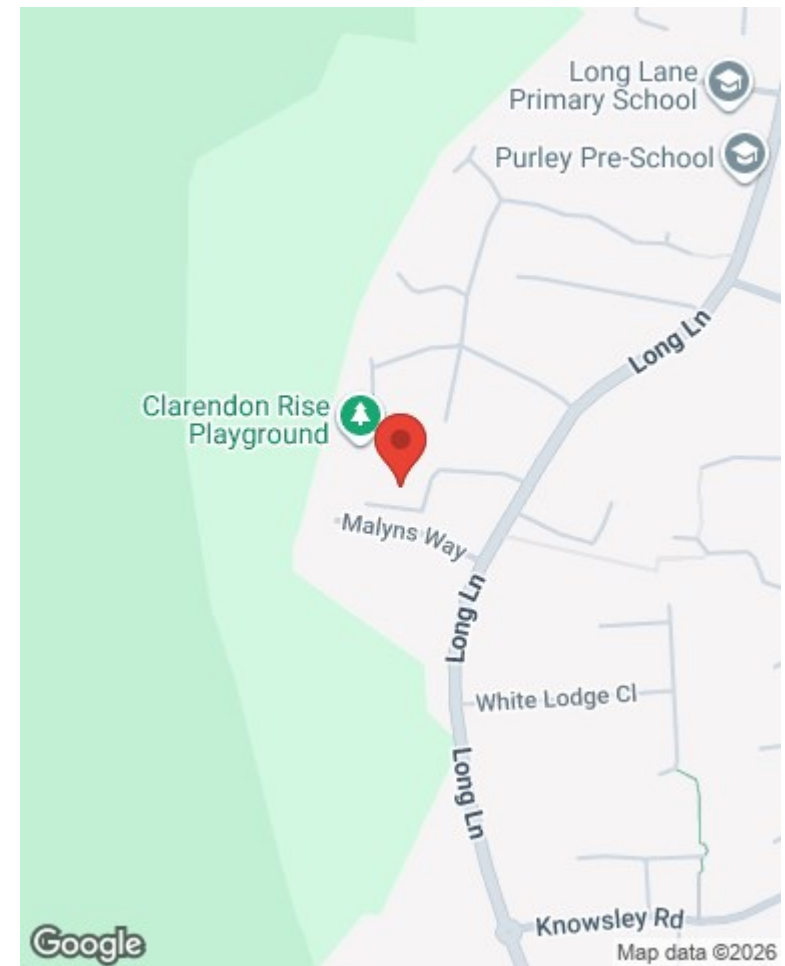 Long Lane
Primary School
Purley Pre-School
Long Ln
Clarendon Rise
Playground
Malyns Way
Long Ln
White Lodge Cl
Long Ln
Knowsley Rd
Google
Map data ©2026